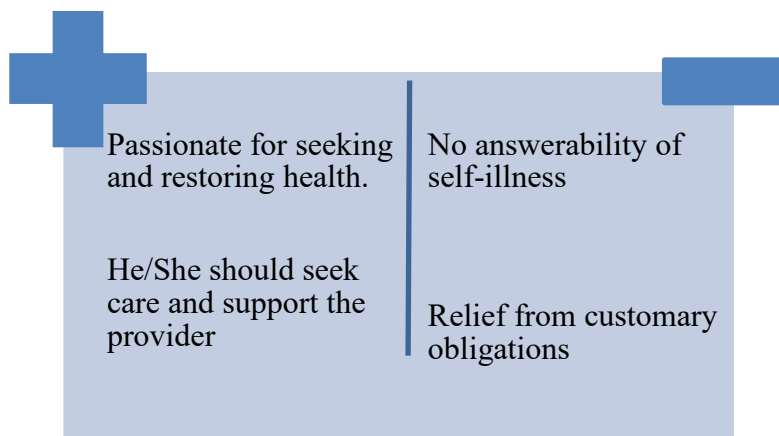 Passionate for seeking
and restoring health.
He/She should seek
care and support the
provider
No answerability of
self-illness
Relief from customary
obligations